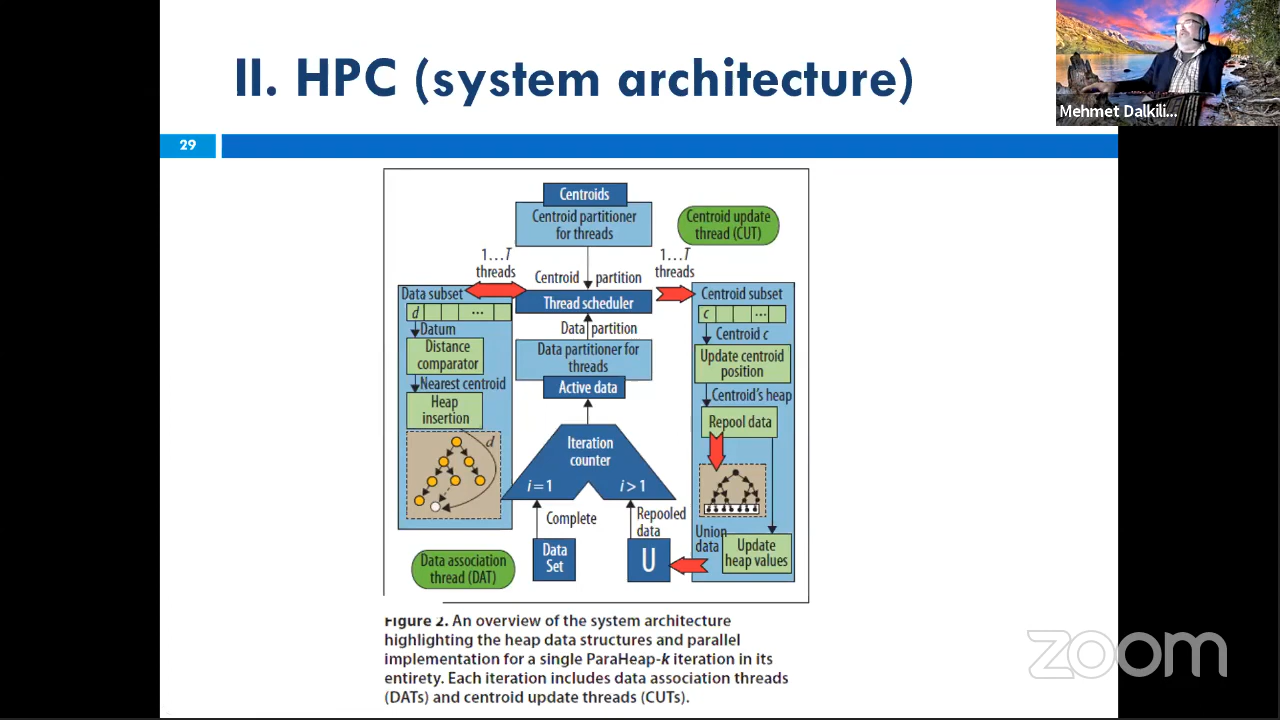 II. HPC (system architecture)
Mehmet Dalkili...
29
Centroids
Centroid partitioner
for threads
Centroid update
thread (CUT)
1...T
threads
Centroid partition
1...T
threads
Data subset
Thread scheduler
Centroid subset
d ...
c ...
Datum
Data partition
Centroid c
Distance
comparator
Data partitioner for
threads
Update centroid
position
Nearest centroid
Active data
Centroid's heap
Heap
insertion
Repool data
d
Iteration
counter
i = 1
i > 1
Complete
Repooled
data
Union
data
Data association
thread (DAT)
Data
Set
U
Update
heap values
Figure 2. An overview of the system architecture
highlighting the heap data structures and parallel
implementation for a single ParaHeap-k iteration in its
entirety. Each iteration includes data association threads
(DATs) and centroid update threads (CUTs).
zoom